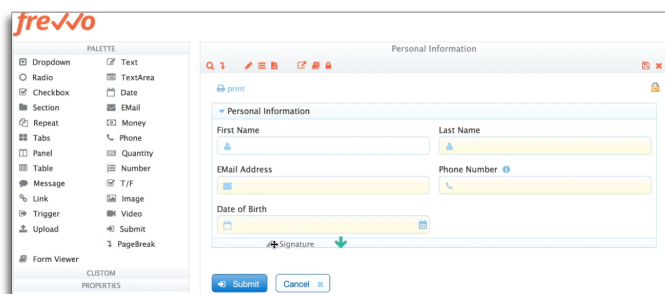 frevvo
PALETTE
Dropdown Text
Radio TextArea
Checkbox Date
Section EMail
Repeat Money
Tabs Phone
Panel Quantity
Table Number
Message T/F
Link Image
Trigger Video
Upload Submit
PageBreak
Form Viewer
CUSTOM
PROPERTIES
Personal Information
print
Personal Information
First Name Last Name
EMail Address Phone Number
Date of Birth
Signature
Submit Cancel